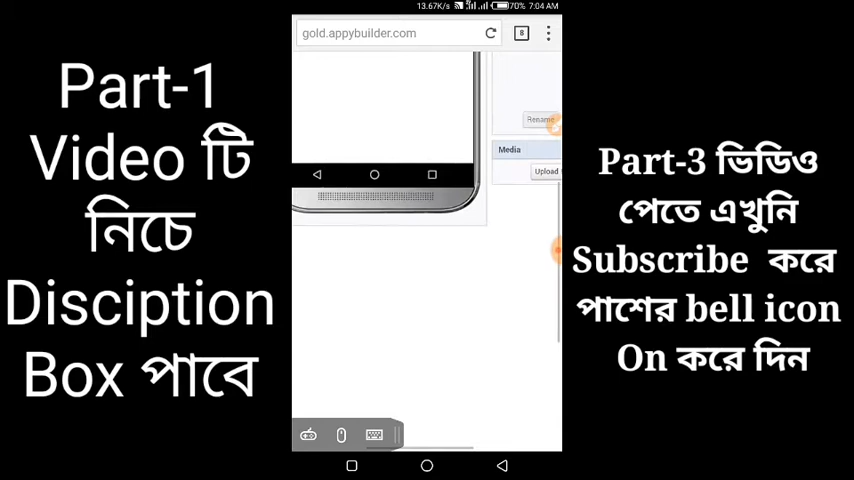 Part-1
Video টি
নিচে
Disciption
Box পাবে
13.67K/s 70% 7:04 AM
gold.appybuilder.com
8
Rename
Media
Upload
Part-3 ভিডিও
পেতে এখুনি
Subscribe করে
পাশের bell icon
On করে দিন